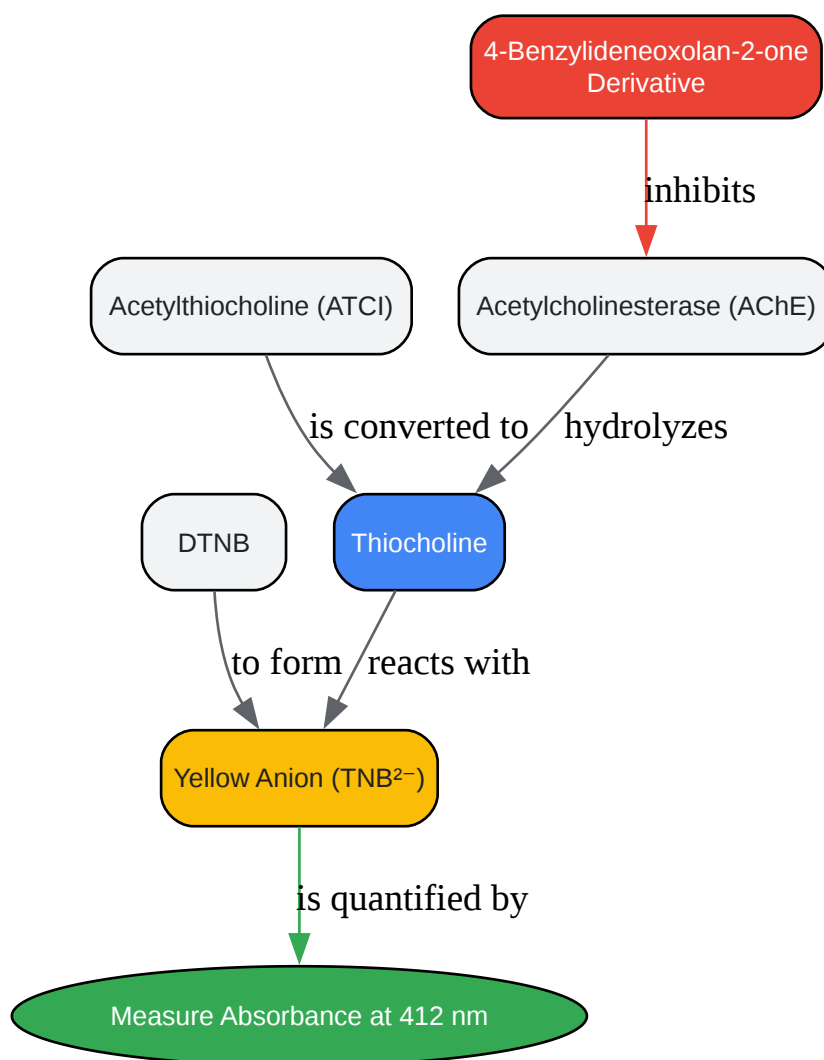 4-Benzylideneoxolan-2-one
Derivative
inhibits
Acetylthiocholine (ATCI)
Acetylcholinesterase (AChE)
is converted to
hydrolyzes
DTNB
Thiocholine
to form
reacts with
Yellow Anion (TNB²⁻)
is quantified by
Measure Absorbance at 412 nm